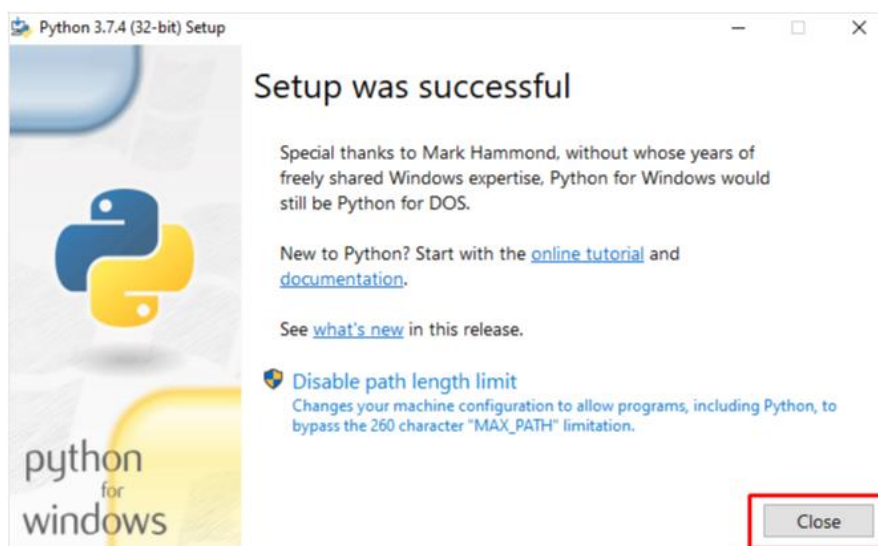 Python 3.7.4 (32-bit) Setup
Setup was successful
Special thanks to Mark Hammond, without whose years of
freely shared Windows expertise, Python for Windows would
still be Python for DOS.
New to Python? Start with the online tutorial and
documentation.
See what's new in this release.
Disable path length limit
Changes your machine configuration to allow programs, including Python, to
bypass the 260 character "MAX_PATH" limitation.
python
for
windows
Close